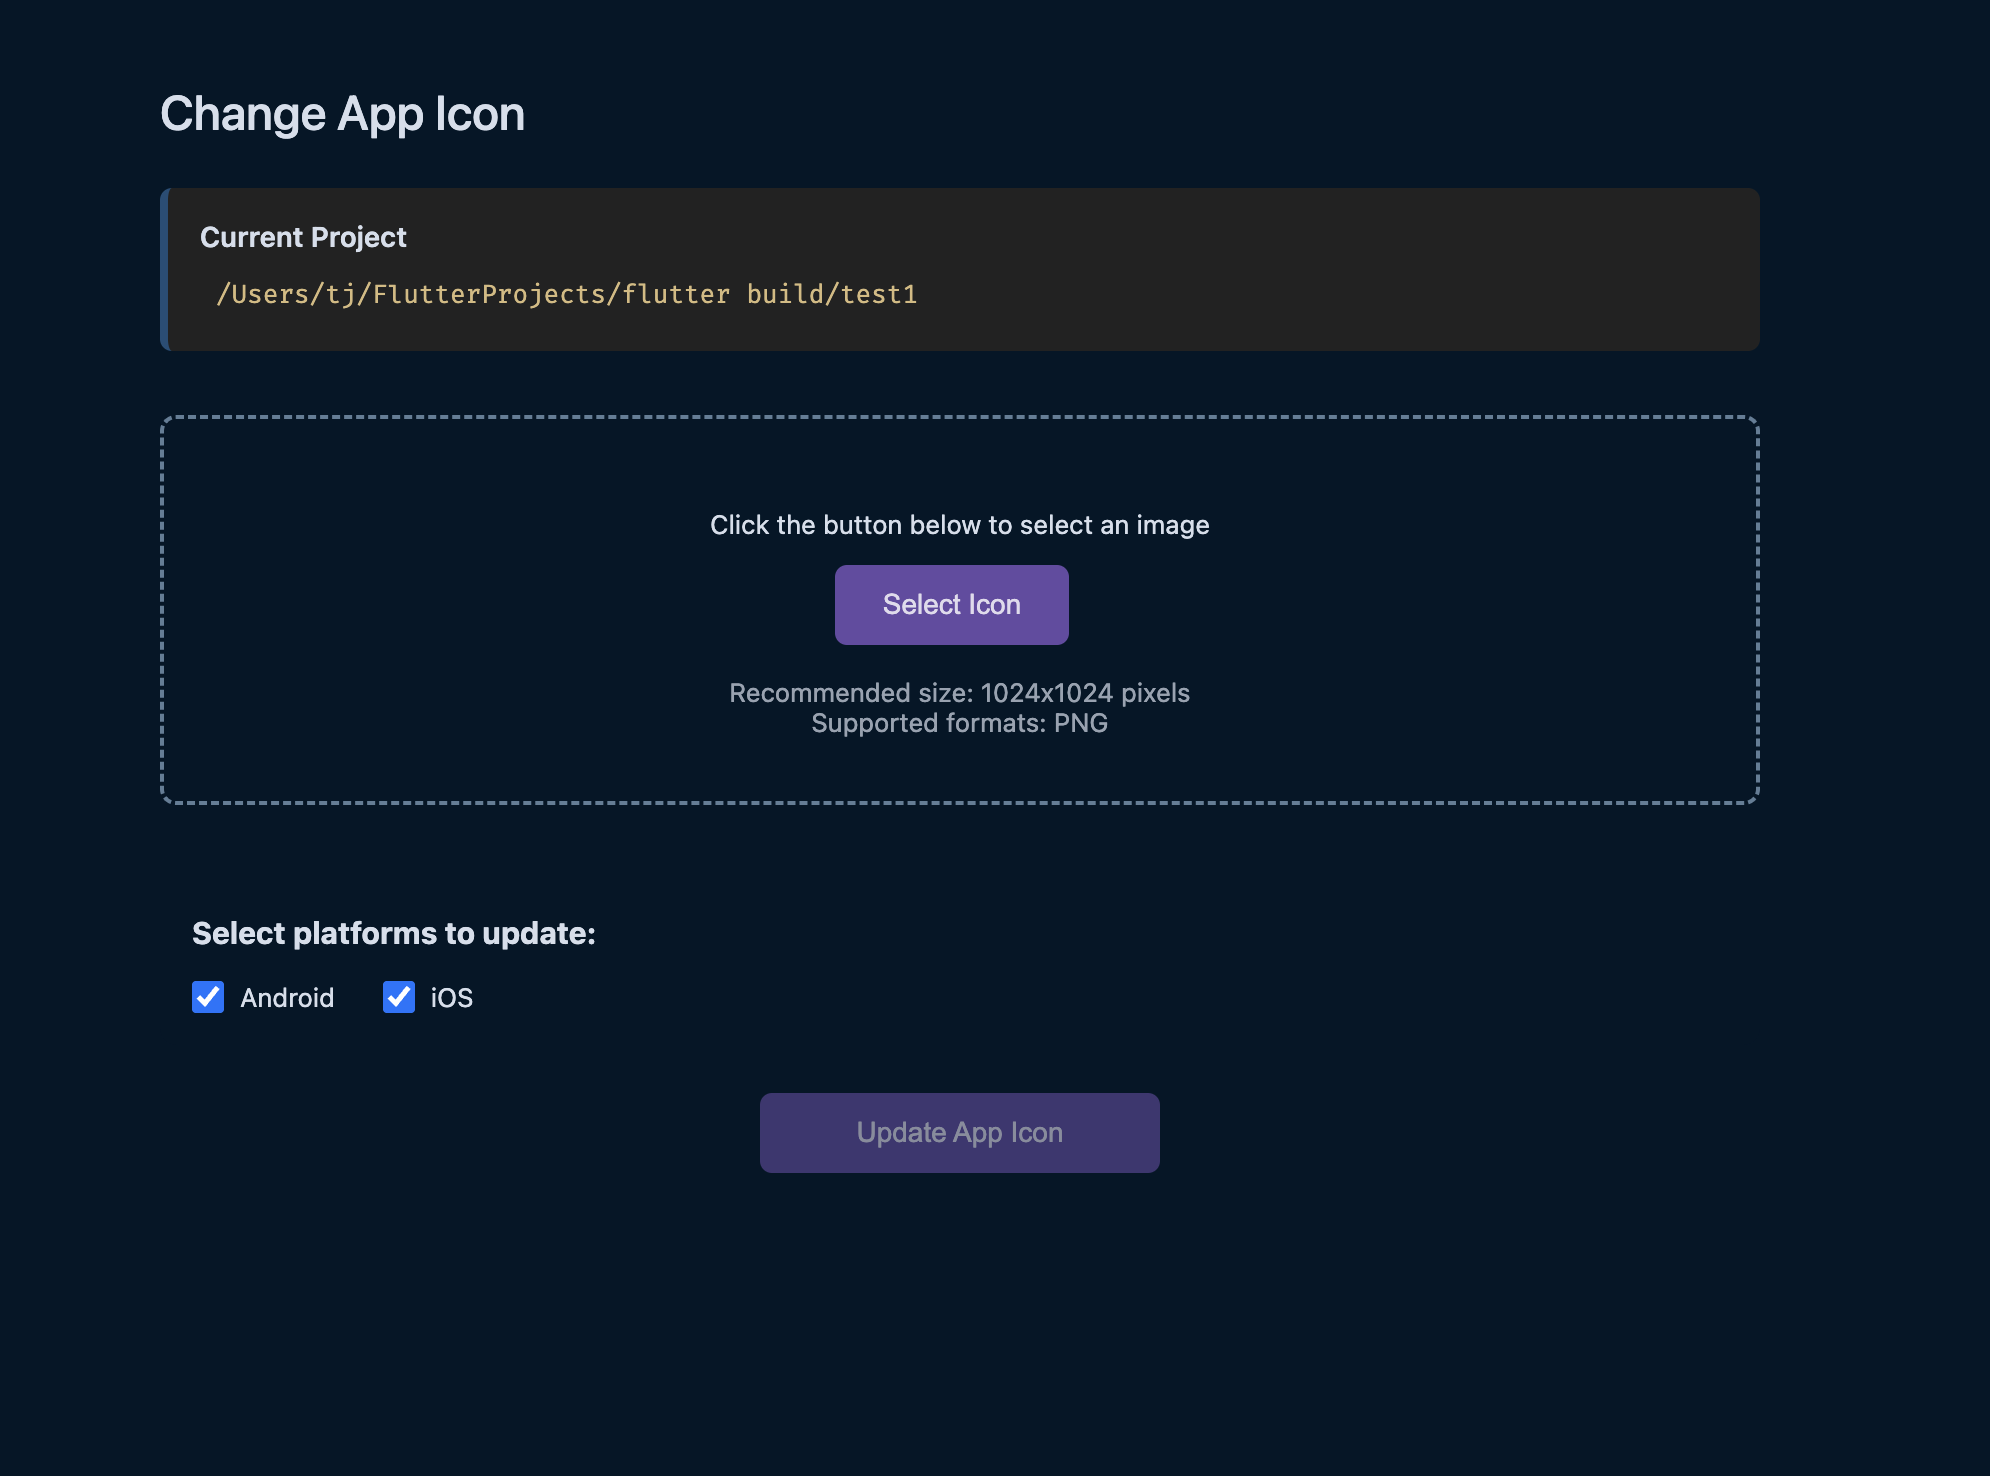 Change App Icon
Current Project
/Users/tj/FlutterProjects/flutter build/test1
Click the button below to select an image
Select Icon
Recommended size: 1024x1024 pixels
Supported formats: PNG
Select platforms to update:
Android iOS
Update App Icon